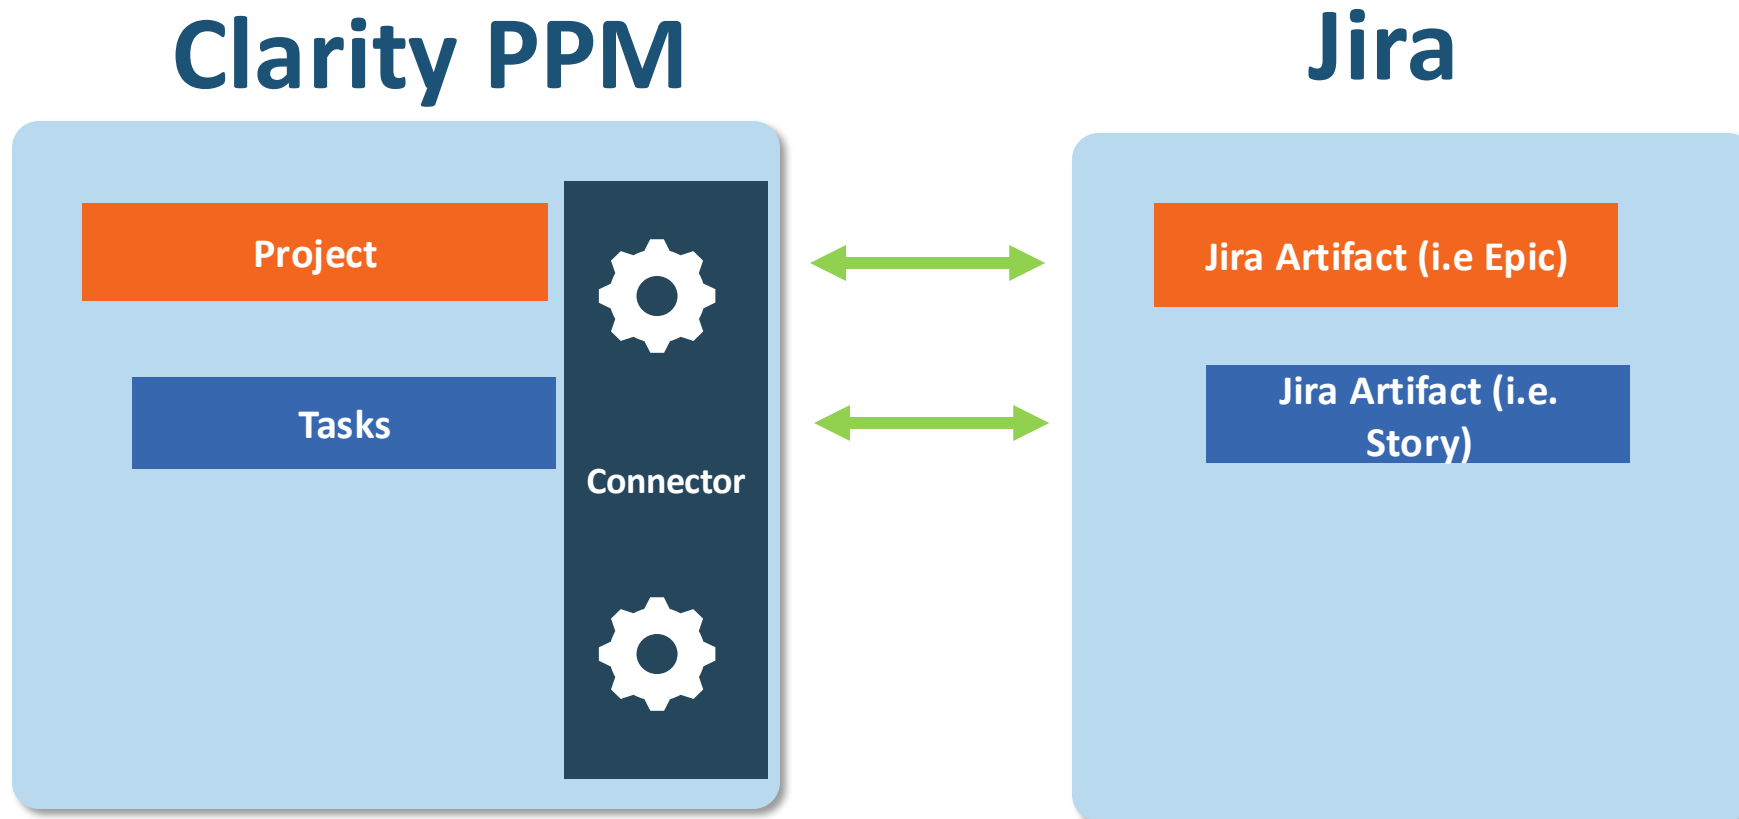 Clarity PPM
Jira
Project
Jira Artifact (i.e Epic)
Tasks
Jira Artifact (i.e.
Story)
Connector